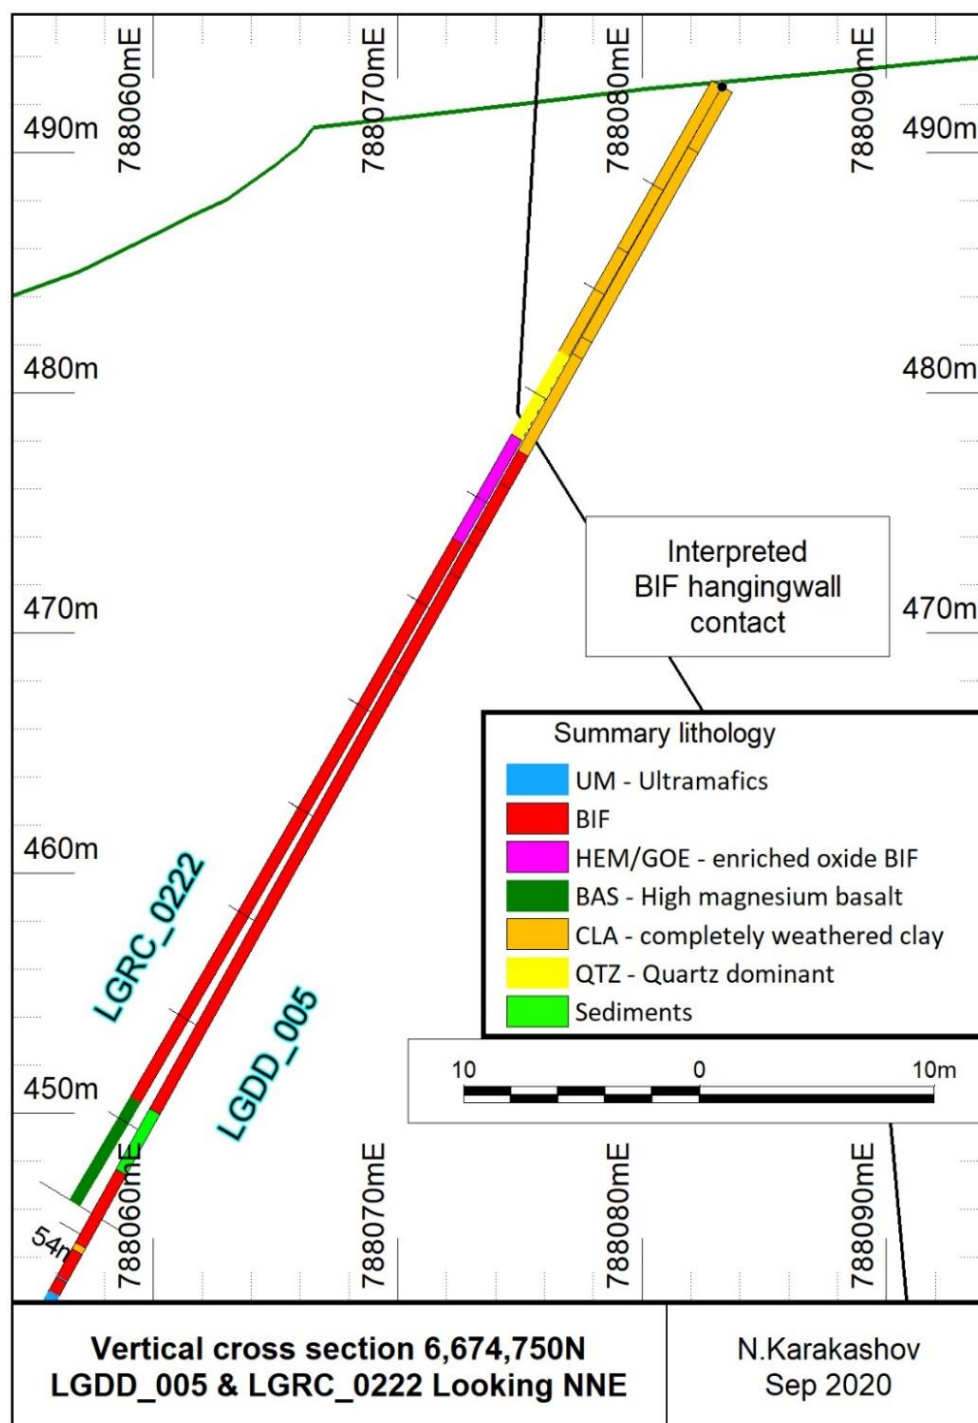 788060mE
788070mE
788080mE
788090mE
490m
490m
480m
480m
Interpreted
BIF hangingwall
contact
470m
470m
Summary lithology
UM - Ultramafics
BIF
HEM/GOE - enriched oxide BIF
BAS - High magnesium basalt
CLA - completely weathered clay
QTZ - Quartz dominant
Sediments
460m
LGRC_0222
LGDD_005
10 0 10m
450m
788060mE
788070mE
788080mE
788090mE
54m
Vertical cross section 6,674,750N
LGDD_005 & LGRC_0222 Looking NNE
N.Karakashov
Sep 2020